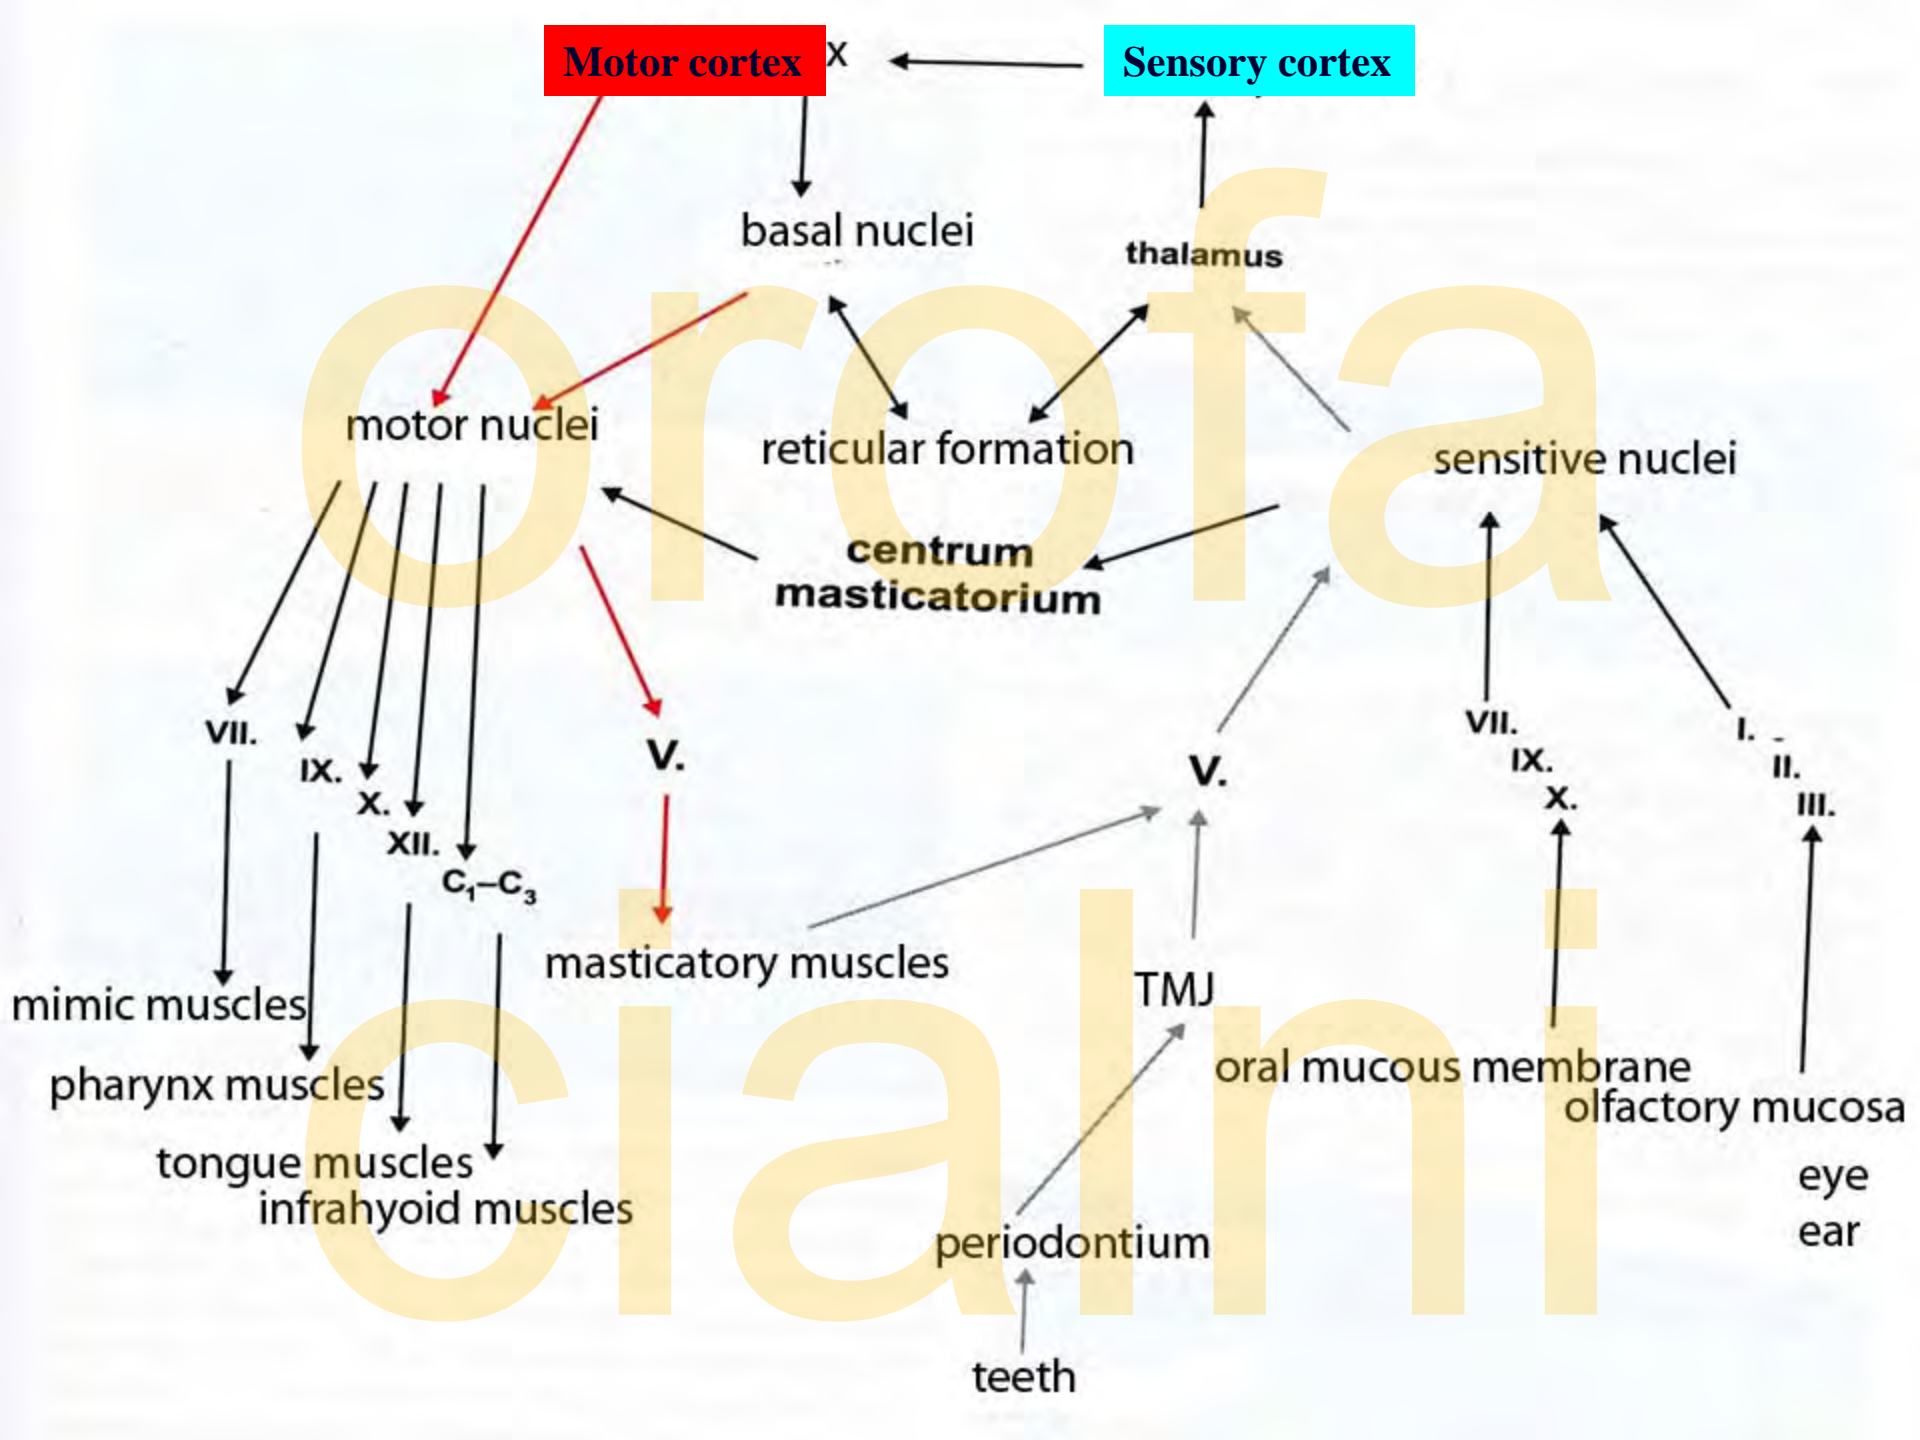 Motor cortex
X
Sensory cortex
basal nuclei
thalamus
motor nuclei
reticular formation
sensitive nuclei
centrum
masticatorium
VII.
IX.
X.
XII.
C₁–C₃
V.
V.
VII.
IX.
X.
I.
II.
III.
masticatory muscles
TMJ
mimic muscles
pharynx muscles
tongue muscles
infrahyoid muscles
oral mucous membrane
olfactory mucosa
eye
ear
periodontium
teeth
orofa
cialni